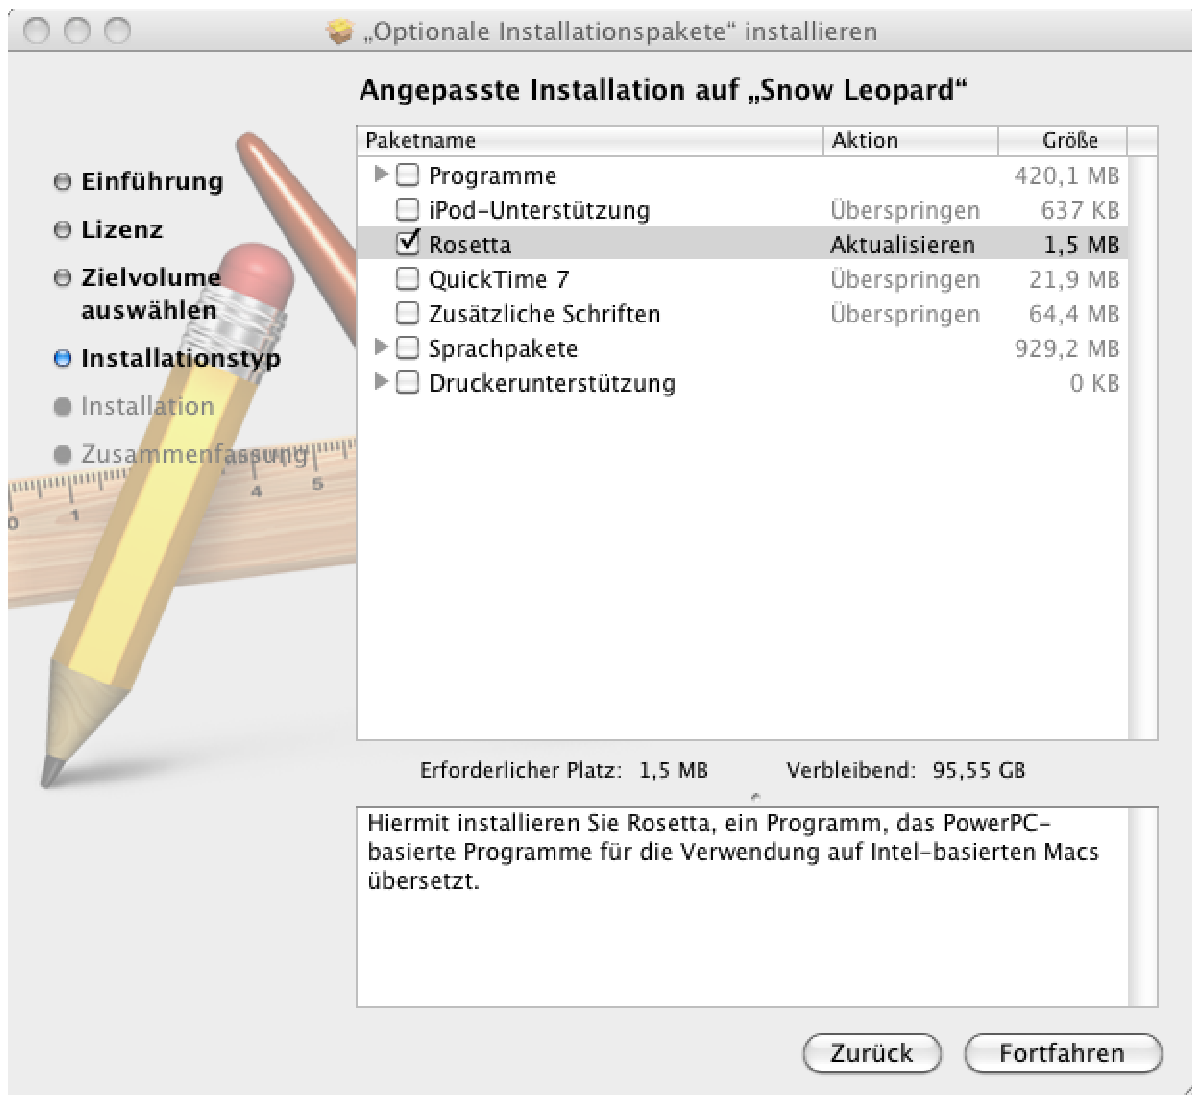 „Optionale Installationspakete“ installieren
Angepasste Installation auf „Snow Leopard“
Einführung
Lizenz
Zielvolume
auswählen
Installationstyp
Installation
Zusammenfassung
0 1 4 5
Paketname Aktion Größe
Programme 420,1 MB
iPod-Unterstützung Überspringen 637 KB
Rosetta Aktualisieren 1,5 MB
QuickTime 7 Überspringen 21,9 MB
Zusätzliche Schriften Überspringen 64,4 MB
Sprachpakete 929,2 MB
Druckerunterstützung 0 KB
Erforderlicher Platz: 1,5 MB Verbleibend: 95,55 GB
Hiermit installieren Sie Rosetta, ein Programm, das PowerPC-
basierte Programme für die Verwendung auf Intel-basierten Macs
übersetzt.
Zurück Fortfahren